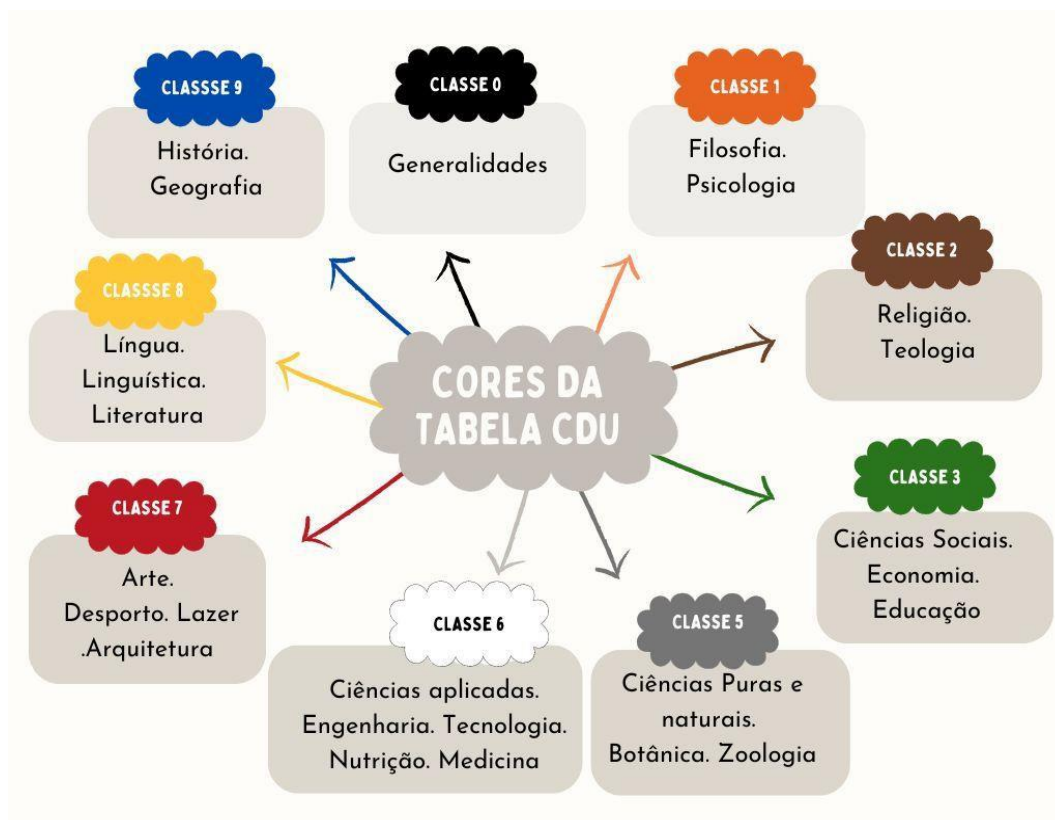 CORES DA
TABELA CDU
CLASSE 0
Generalidades
CLASSE 1
Filosofia.
Psicologia
CLASSE 2
Religião.
Teologia
CLASSE 3
Ciências Sociais.
Economia.
Educação
CLASSE 5
Ciências Puras e
naturais.
Botânica. Zoologia
CLASSE 6
Ciências aplicadas.
Engenharia. Tecnologia.
Nutrição. Medicina
CLASSE 7
Arte.
Desporto. Lazer
.Arquitetura
CLASSSE 8
Língua.
Linguística.
Literatura
CLASSSE 9
História.
Geografia